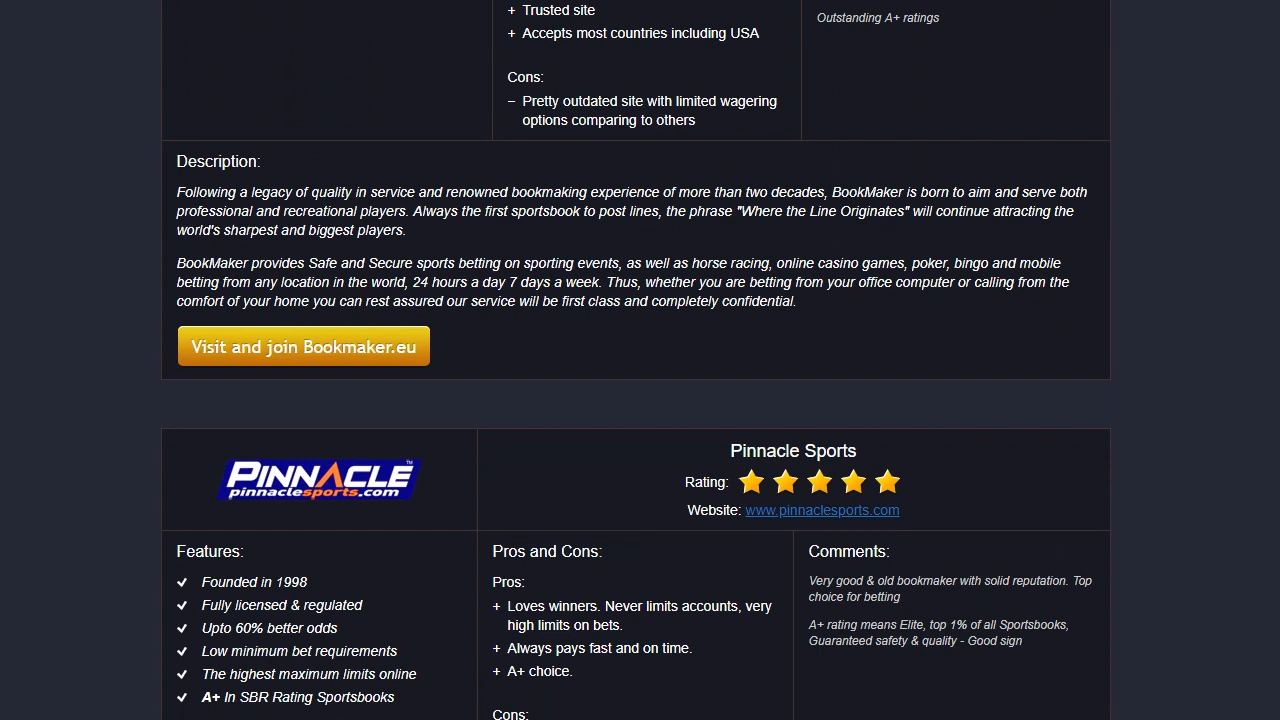 + Trusted site
+ Accepts most countries including USA
Cons:
– Pretty outdated site with limited wagering
options comparing to others
Outstanding A+ ratings
Description:
Following a legacy of quality in service and renowned bookmaking experience of more than two decades, BookMaker is born to aim and serve both
professional and recreational players. Always the first sportsbook to post lines, the phrase "Where the Line Originates" will continue attracting the
world's sharpest and biggest players.
BookMaker provides Safe and Secure sports betting on sporting events, as well as horse racing, online casino games, poker, bingo and mobile
betting from any location in the world, 24 hours a day 7 days a week. Thus, whether you are betting from your office computer or calling from the
comfort of your home you can rest assured our service will be first class and completely confidential.
Visit and join Bookmaker.eu
PINNACLE™
pinnaclesports.com
Pinnacle Sports
Rating:
Website: www.pinnaclesports.com
Features:
Founded in 1998
Fully licensed & regulated
Upto 60% better odds
Low minimum bet requirements
The highest maximum limits online
A+ In SBR Rating Sportsbooks
Pros and Cons:
Pros:
+ Loves winners. Never limits accounts, very
high limits on bets.
+ Always pays fast and on time.
+ A+ choice.
Cons:
Comments:
Very good & old bookmaker with solid reputation. Top
choice for betting
A+ rating means Elite, top 1% of all Sportsbooks,
Guaranteed safety & quality - Good sign